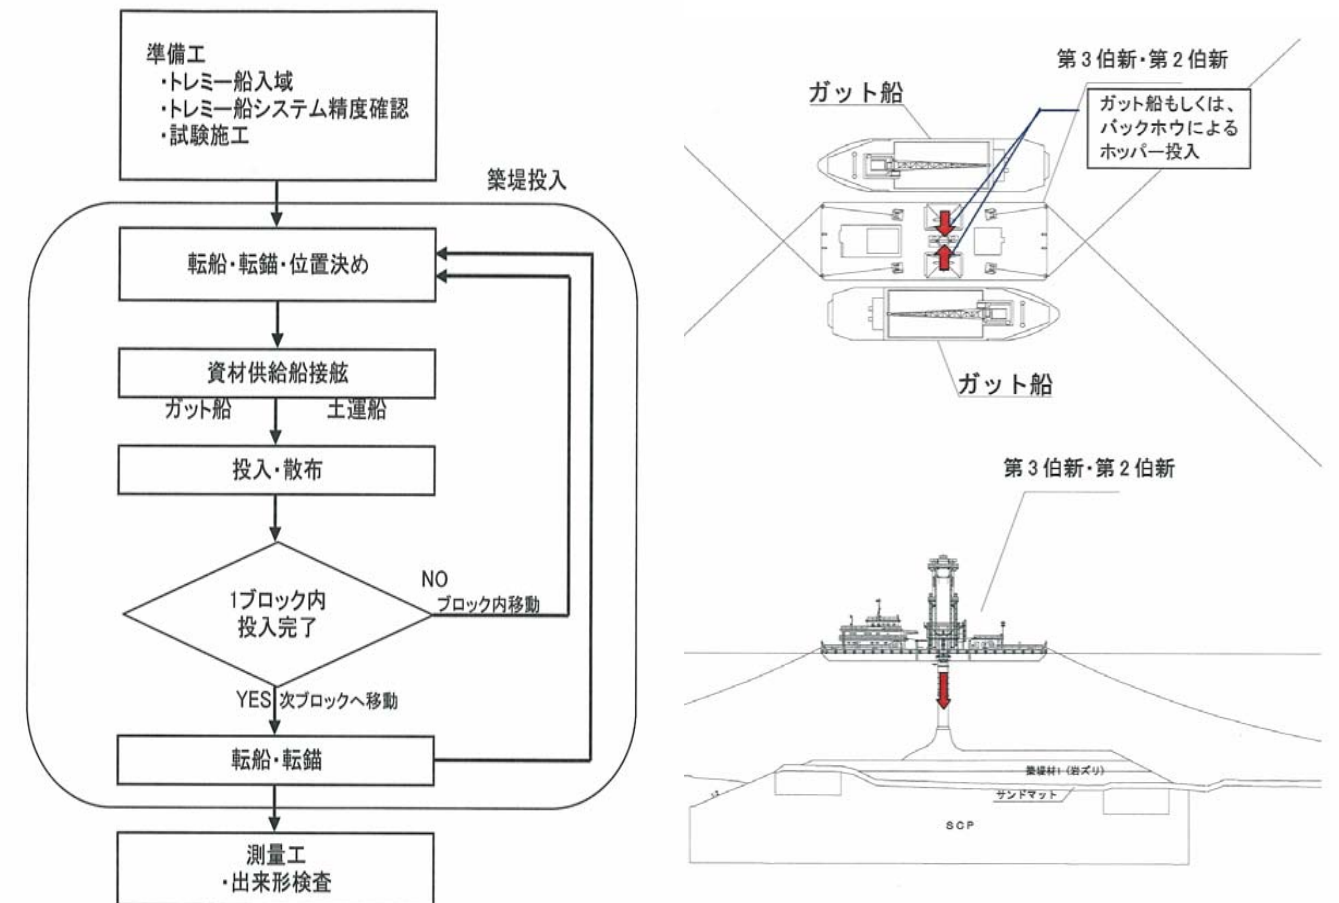 準備工
・トレミー船入域
・トレミー船システム精度確認
・試験施工
築堤投入
転船・転錨・位置決め
資材供給船接舷
ガット船 土運船
投入・散布
1ブロック内
投入完了
NO
ブロック内移動
YES 次ブロックへ移動
転船・転錨
測量工
・出来形検査
第3伯新・第2伯新
ガット船
ガット船もしくは、
バックホウによる
ホッパー投入
ガット船
第3伯新・第2伯新
築堤材1(岩ズリ)
サンドマット
SCP